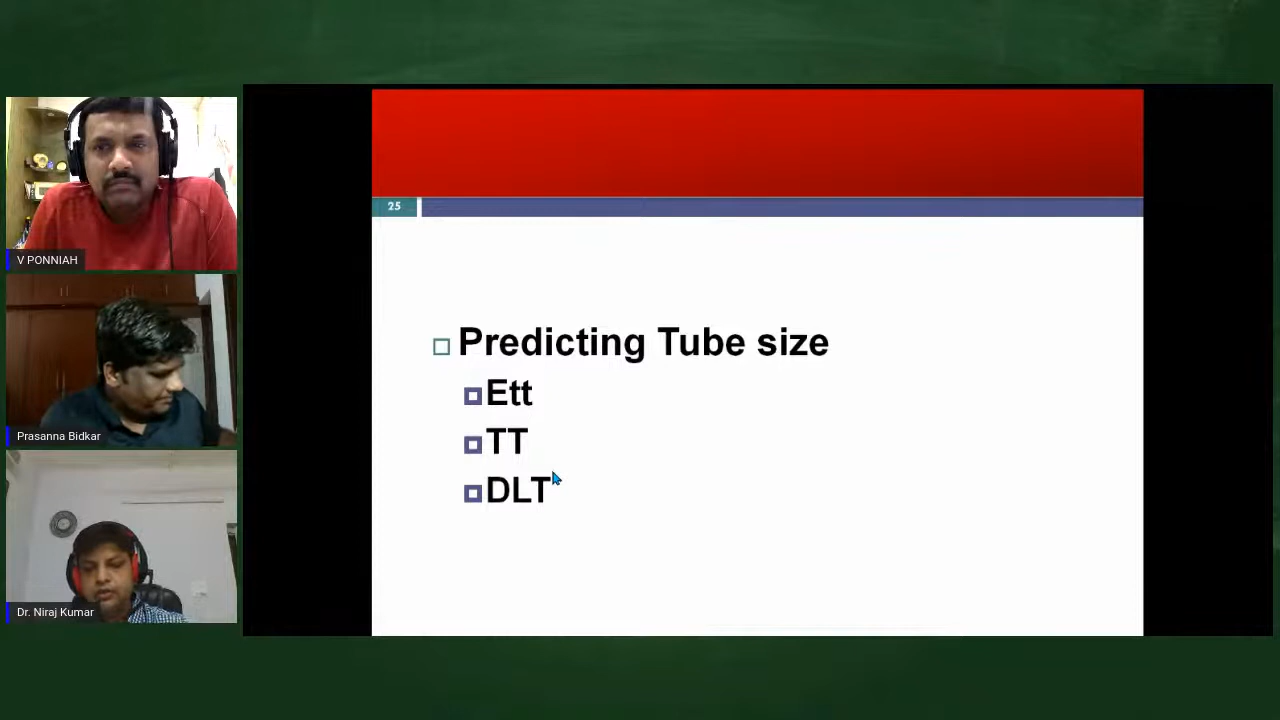 V PONNIAH
Prasanna Bidkar
Dr. Niraj Kumar
25
Predicting Tube size
Ett
TT
DLT